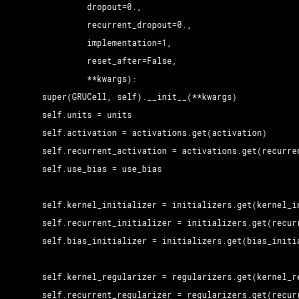 dropout=0.,
recurrent_dropout=0.,
implementation=1,
reset_after=False,
**kwargs):
super(GRUCell, self).__init__(**kwargs)
self.units = units
self.activation = activations.get(activation)
self.recurrent_activation = activations.get(recurren
self.use_bias = use_bias
self.kernel_initializer = initializers.get(kernel_in
self.recurrent_initializer = initializers.get(recurr
self.bias_initializer = initializers.get(bias_initia
self.kernel_regularizer = regularizers.get(kernel_re
self.recurrent_regularizer = regularizers.get(recurr